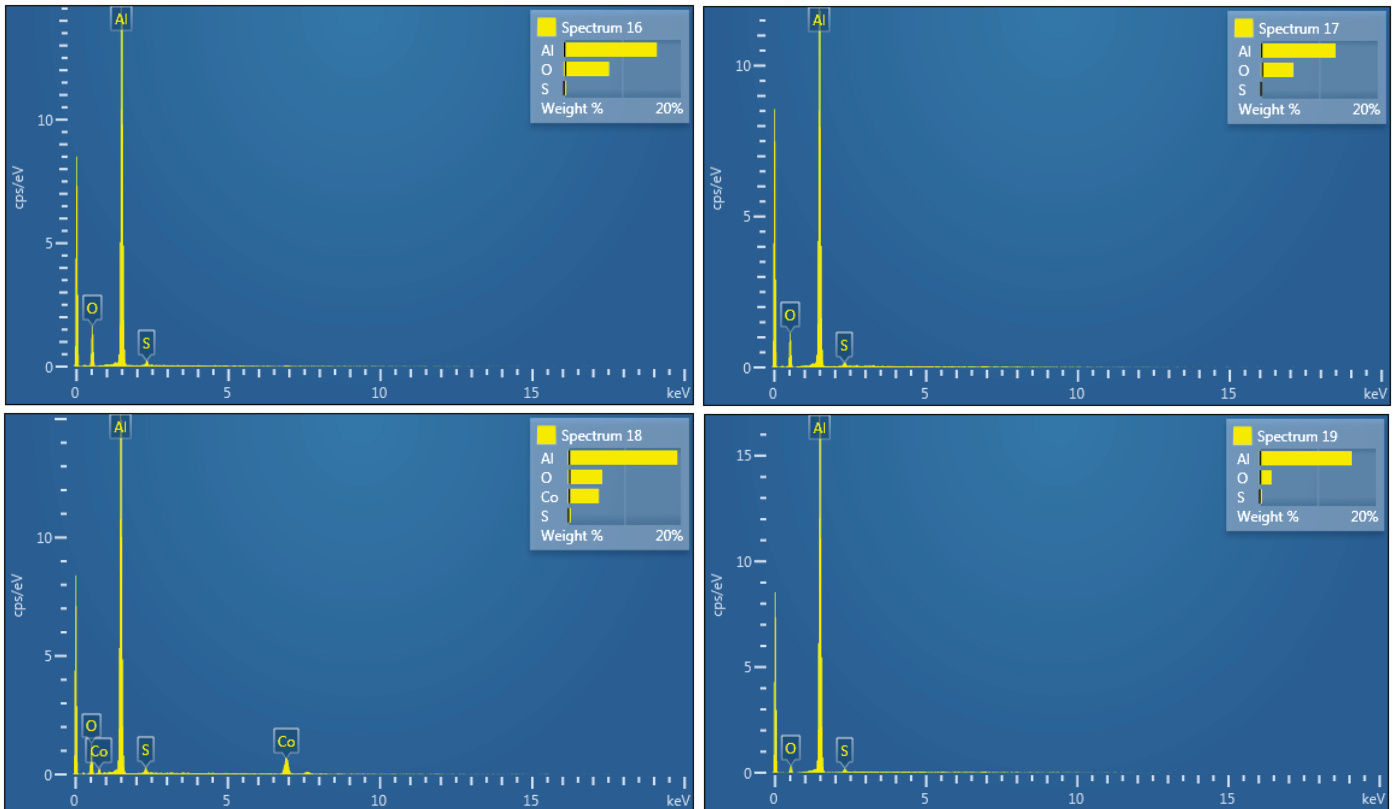 Al
Spectrum 16
Al
O
S
Weight % 20%
10
cps/eV
5
O
S
0
0 5 10 15 keV
Al
Spectrum 17
Al
O
S
Weight % 20%
10
cps/eV
5
O
S
0
0 5 10 15 keV
Al
Spectrum 18
Al
O
Co
S
Weight % 20%
10
cps/eV
5
O
Co S Co
0
0 5 10 15 keV
Al
Spectrum 19
Al
O
S
Weight % 20%
15
10
cps/eV
5
O S
0
0 5 10 15 keV